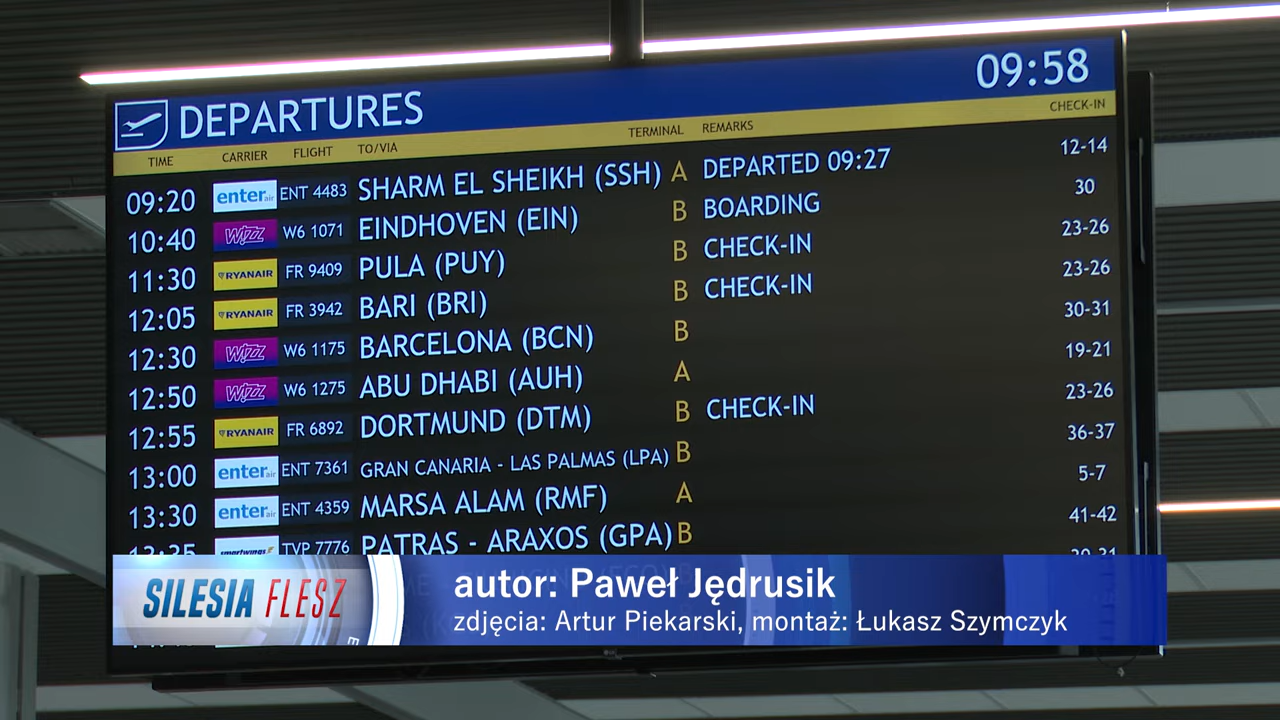 DEPARTURES 09:58
TIME CARRIER FLIGHT TO/VIA TERMINAL REMARKS CHECK-IN
09:20 enter air ENT 4483 SHARM EL SHEIKH (SSH) A DEPARTED 09:27 12-14
10:40 Wizz W6 1071 EINDHOVEN (EIN) B BOARDING 30
11:30 RYANAIR FR 9409 PULA (PUY) B CHECK-IN 23-26
12:05 RYANAIR FR 3942 BARI (BRI) B CHECK-IN 23-26
12:30 Wizz W6 1175 BARCELONA (BCN) B 30-31
12:50 Wizz W6 1275 ABU DHABI (AUH) A 19-21
12:55 RYANAIR FR 6892 DORTMUND (DTM) B CHECK-IN 23-26
13:00 enter air ENT 7361 GRAN CANARIA - LAS PALMAS (LPA) B 36-37
13:30 enter air ENT 4359 MARSA ALAM (RMF) A 5-7
13:35 smartwings TVP 7776 PATRAS - ARAXOS (GPA) B 41-42
SILESIA FLESZ
autor: Paweł Jędrusik
zdjęcia: Artur Piekarski, montaż: Łukasz Szymczyk